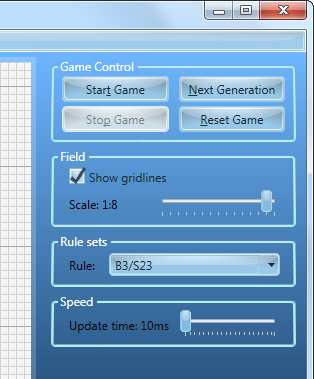 Game Control
Start Game
Next Generation
Stop Game
Reset Game
Field
Show gridlines
Scale: 1:8
Rule sets
Rule: B3/S23
Speed
Update time: 10ms